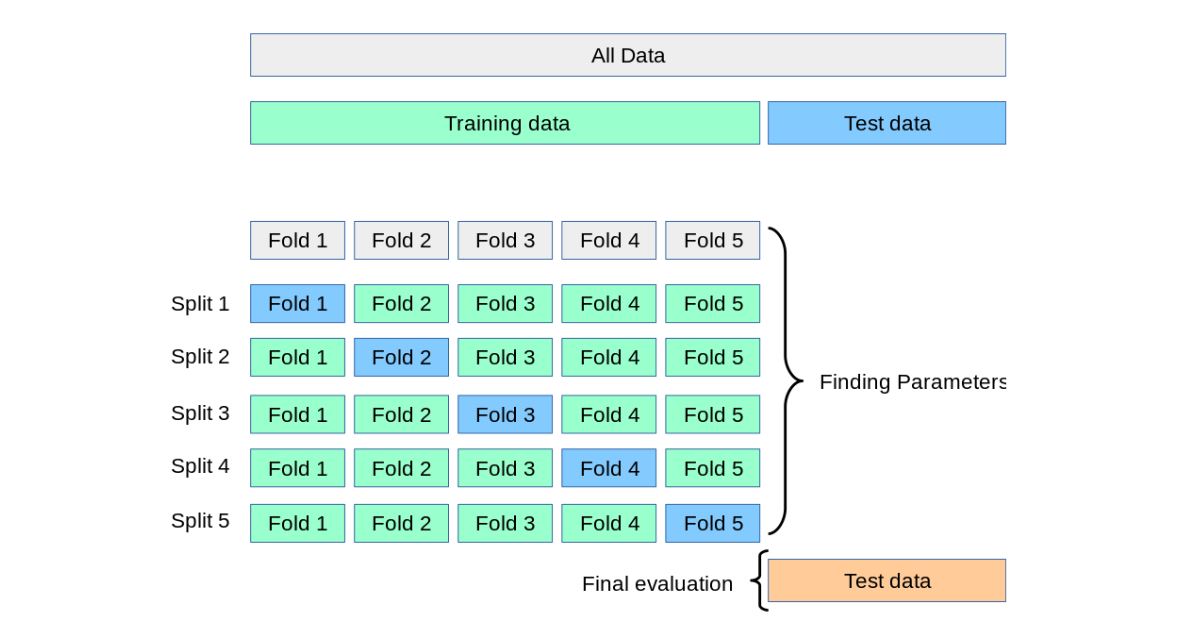 All Data
Training data Test data
Fold 1 Fold 2 Fold 3 Fold 4 Fold 5
Split 1 Fold 1 Fold 2 Fold 3 Fold 4 Fold 5
Split 2 Fold 1 Fold 2 Fold 3 Fold 4 Fold 5
Finding Parameters
Split 3 Fold 1 Fold 2 Fold 3 Fold 4 Fold 5
Split 4 Fold 1 Fold 2 Fold 3 Fold 4 Fold 5
Split 5 Fold 1 Fold 2 Fold 3 Fold 4 Fold 5
Final evaluation Test data